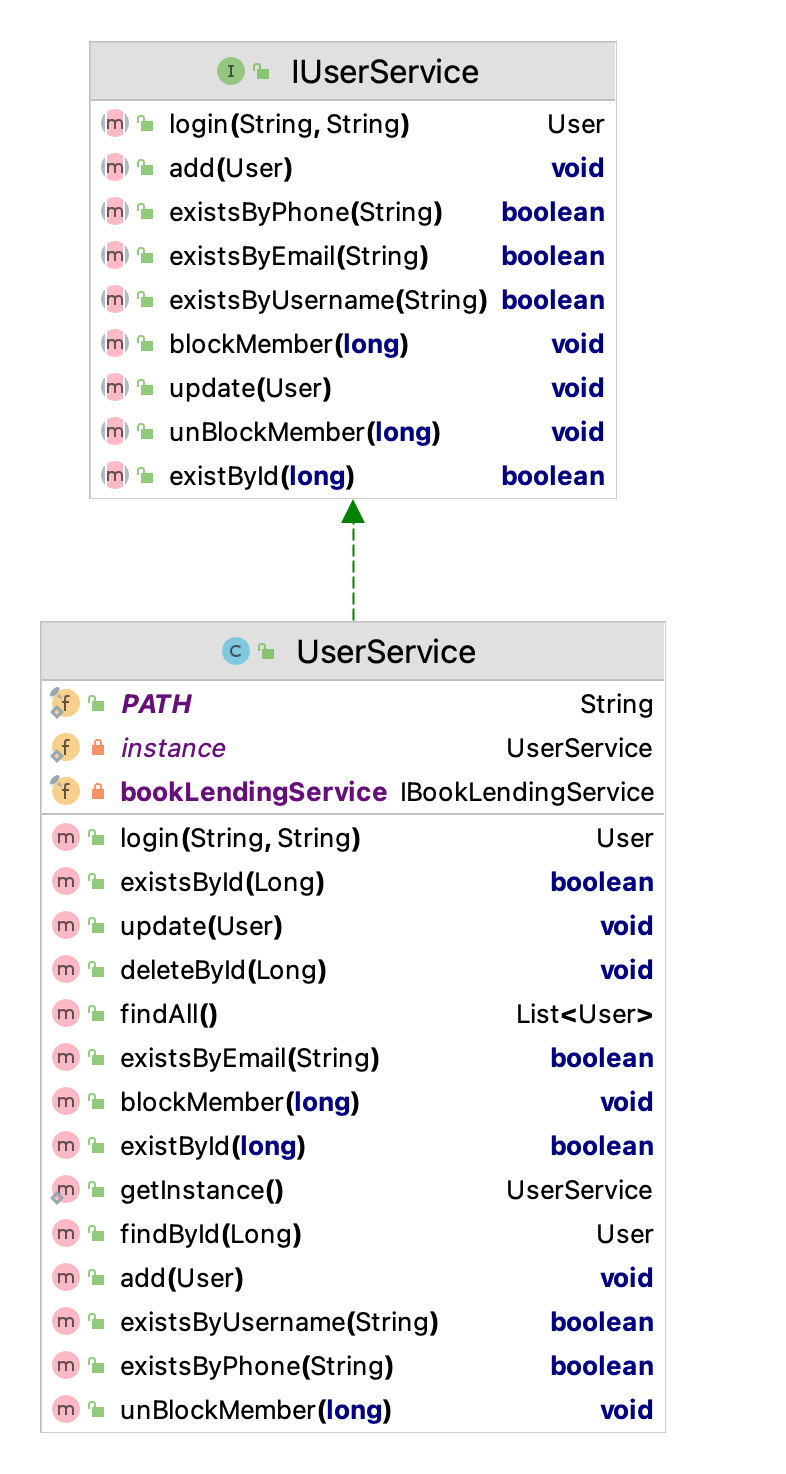 I IUserService
m login(String, String) User
m add(User) void
m existsByPhone(String) boolean
m existsByEmail(String) boolean
m existsByUsername(String) boolean
m blockMember(long) void
m update(User) void
m unBlockMember(long) void
m existById(long) boolean
C UserService
f PATH String
f instance UserService
f bookLendingService IBookLendingService
m login(String, String) User
m existsById(Long) boolean
m update(User) void
m deleteById(Long) void
m findAll() List<User>
m existsByEmail(String) boolean
m blockMember(long) void
m existById(long) boolean
m getInstance() UserService
m findById(Long) User
m add(User) void
m existsByUsername(String) boolean
m existsByPhone(String) boolean
m unBlockMember(long) void